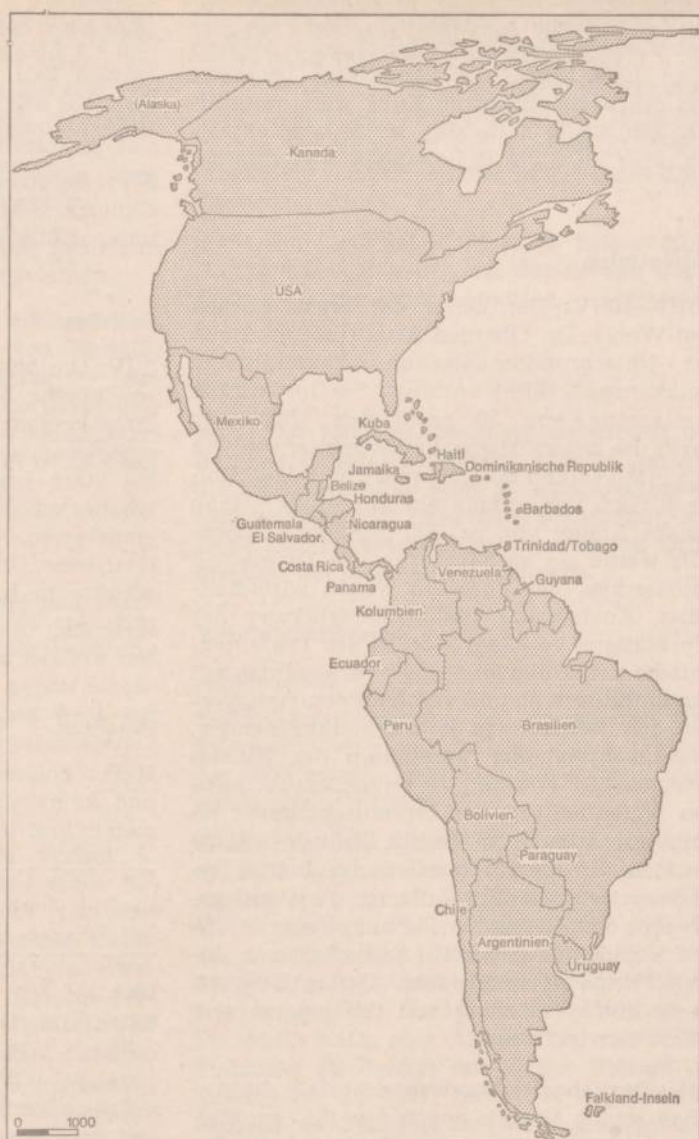 (Alaska)
Kanada
USA
Mexiko
Kuba
Haiti
Jamaika
Dominikanische Republik
Belize
Honduras
Barbados
Guatemala
Nicaragua
El Salvador
Trinidad/Tobago
Costa Rica
Venezuela
Panama
Guyana
Kolumbien
Ecuador
Peru
Brasilien
Bolivien
Paraguay
Chile
Argentinien
Uruguay
Falkland-Inseln
0 1000